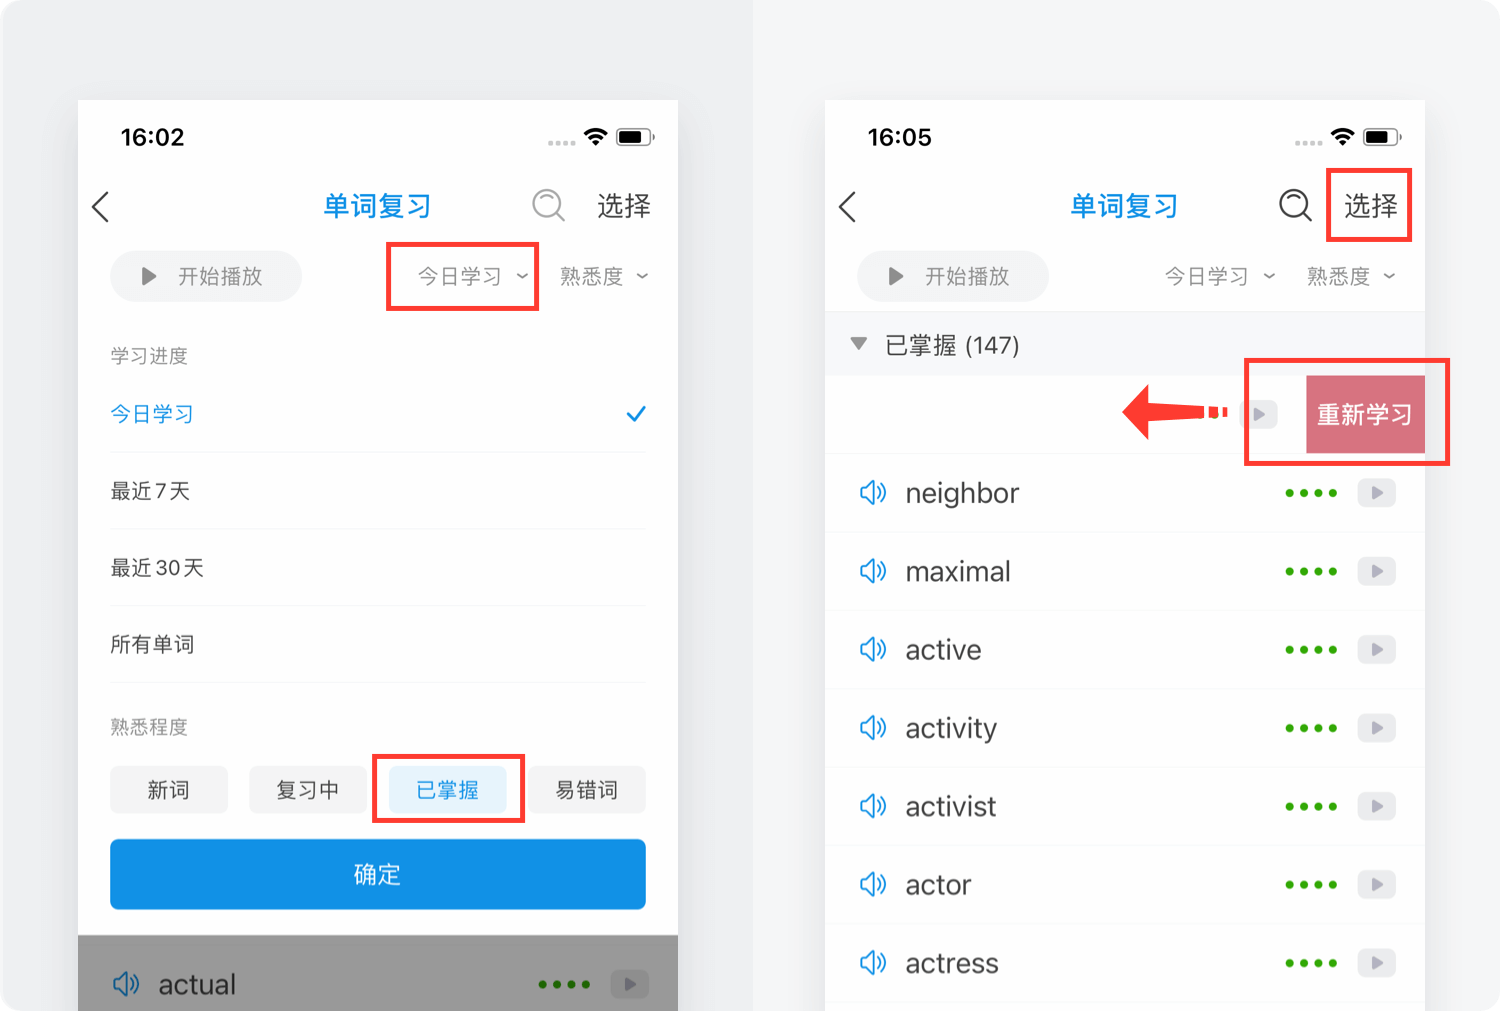 16:02
单词复习
选择
开始播放
今日学习
熟悉度
学习进度
今日学习
最近7天
最近30天
所有单词
熟悉程度
新词
复习中
已掌握
易错词
确定
actual
16:05
单词复习
选择
开始播放
今日学习
熟悉度
已掌握 (147)
重新学习
neighbor
maximal
active
activity
activist
actor
actress